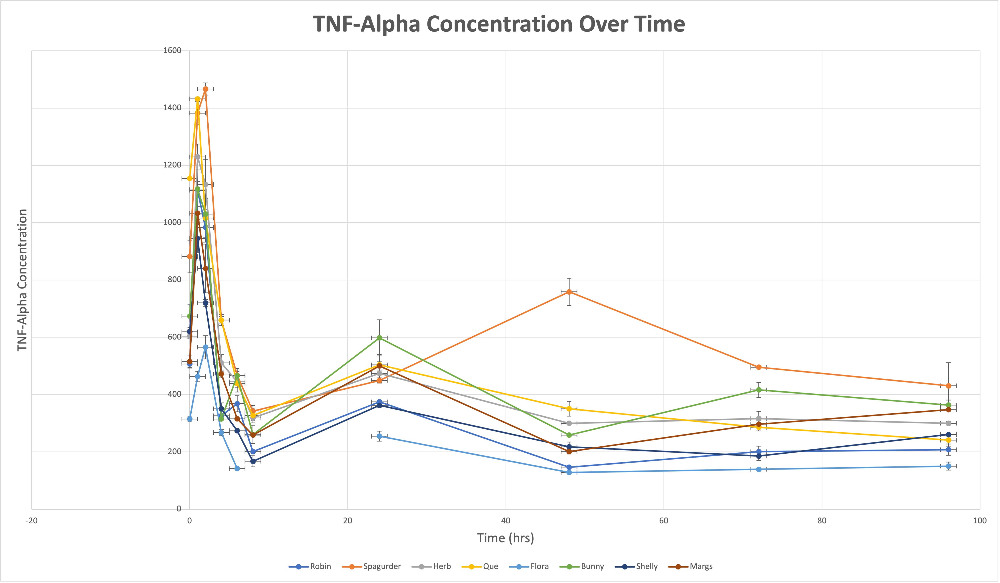 TNF-Alpha Concentration Over Time
1600
1400
1200
1000
800
600
400
200
0
TNF-Alpha Concentration
-20 0 20 40 60 80 100
Time (hrs)
Robin Spagurder Herb Que Flora Bunny Shelly Margs